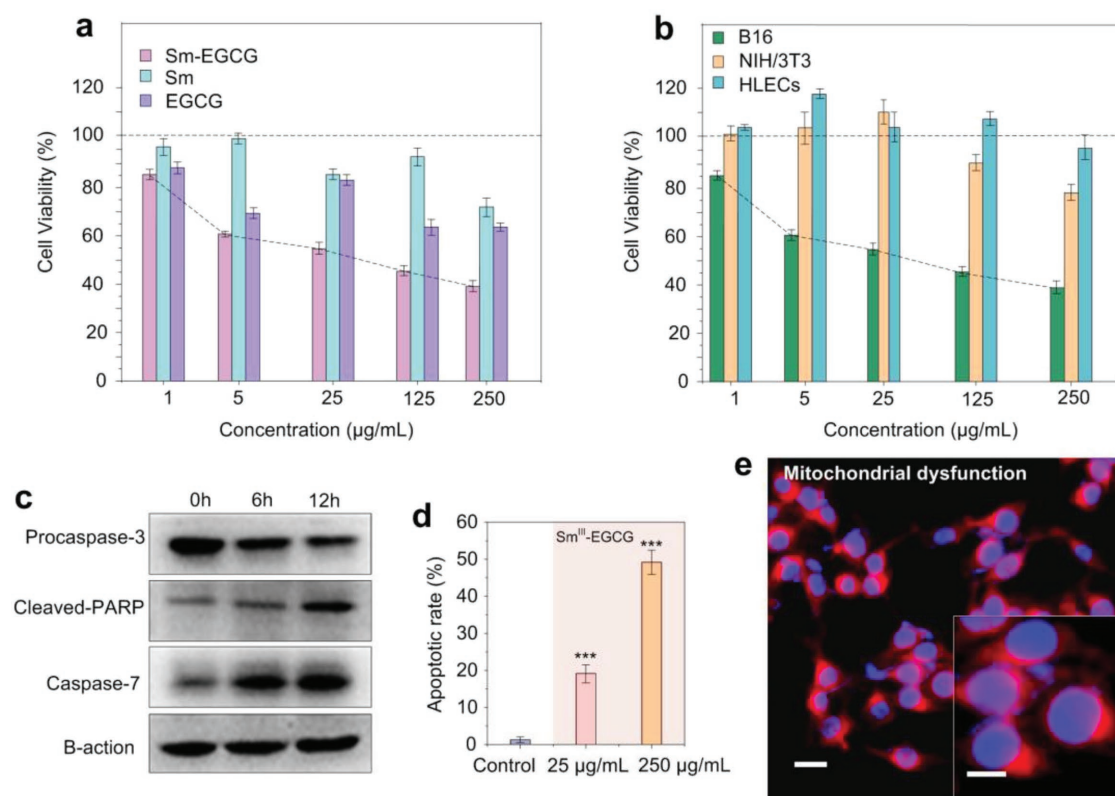 a
Sm-EGCG
Sm
EGCG
Cell Viability (%)
120
100
80
60
40
20
0
1 5 25 125 250
Concentration (µg/mL)
b
B16
NIH/3T3
HLECs
Cell Viability (%)
120
100
80
60
40
20
0
1 5 25 125 250
Concentration (µg/mL)
c
0h 6h 12h
Procaspase-3
Cleaved-PARP
Caspase-7
B-action
d
Apoptotic rate (%)
60
50
40
30
20
10
0
Smᴵᴵᴵ-EGCG
***
***
Control 25 µg/mL 250 µg/mL
e
Mitochondrial dysfunction